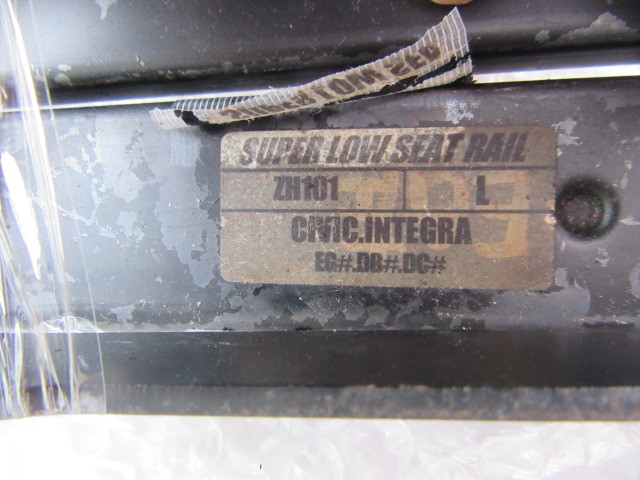 SUPER LOW SEAT RAIL
ZH101 L
CIVIC.INTEGRA
EG#.DB#.DC#